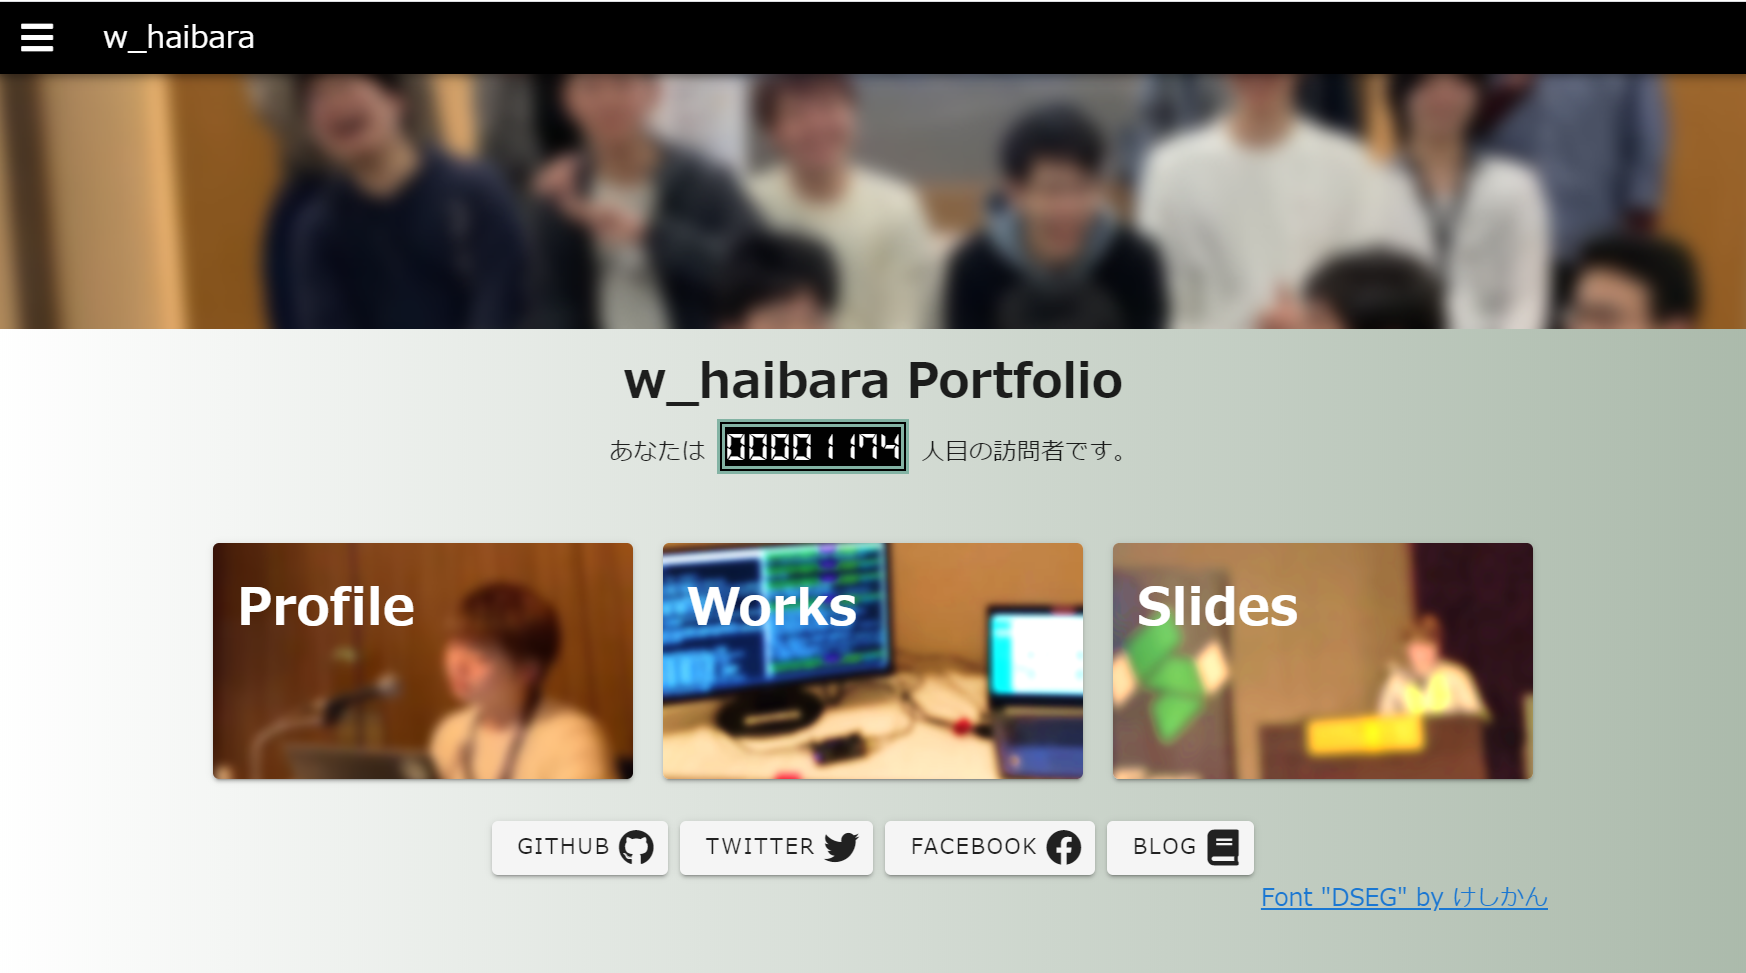 w_haibara
w_haibara Portfolio
あなたは 00001174 人目の訪問者です。
Profile
Works
Slides
GITHUB
TWITTER
FACEBOOK
BLOG
Font "DSEG" by けしかん